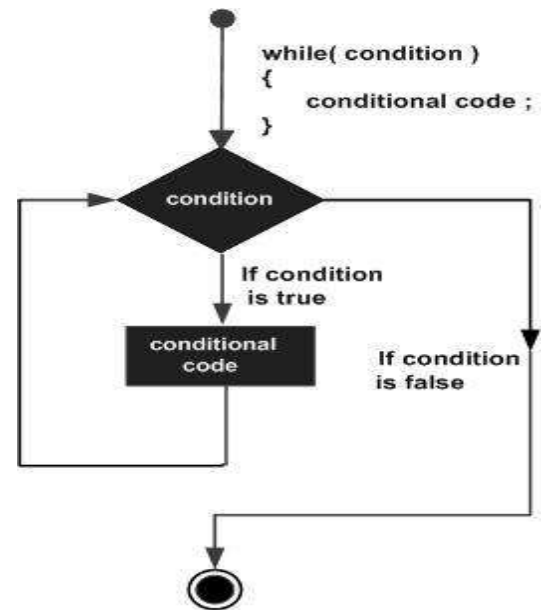 while( condition )
{
conditional code ;
}
condition
If condition
is true
conditional
code
If condition
is false